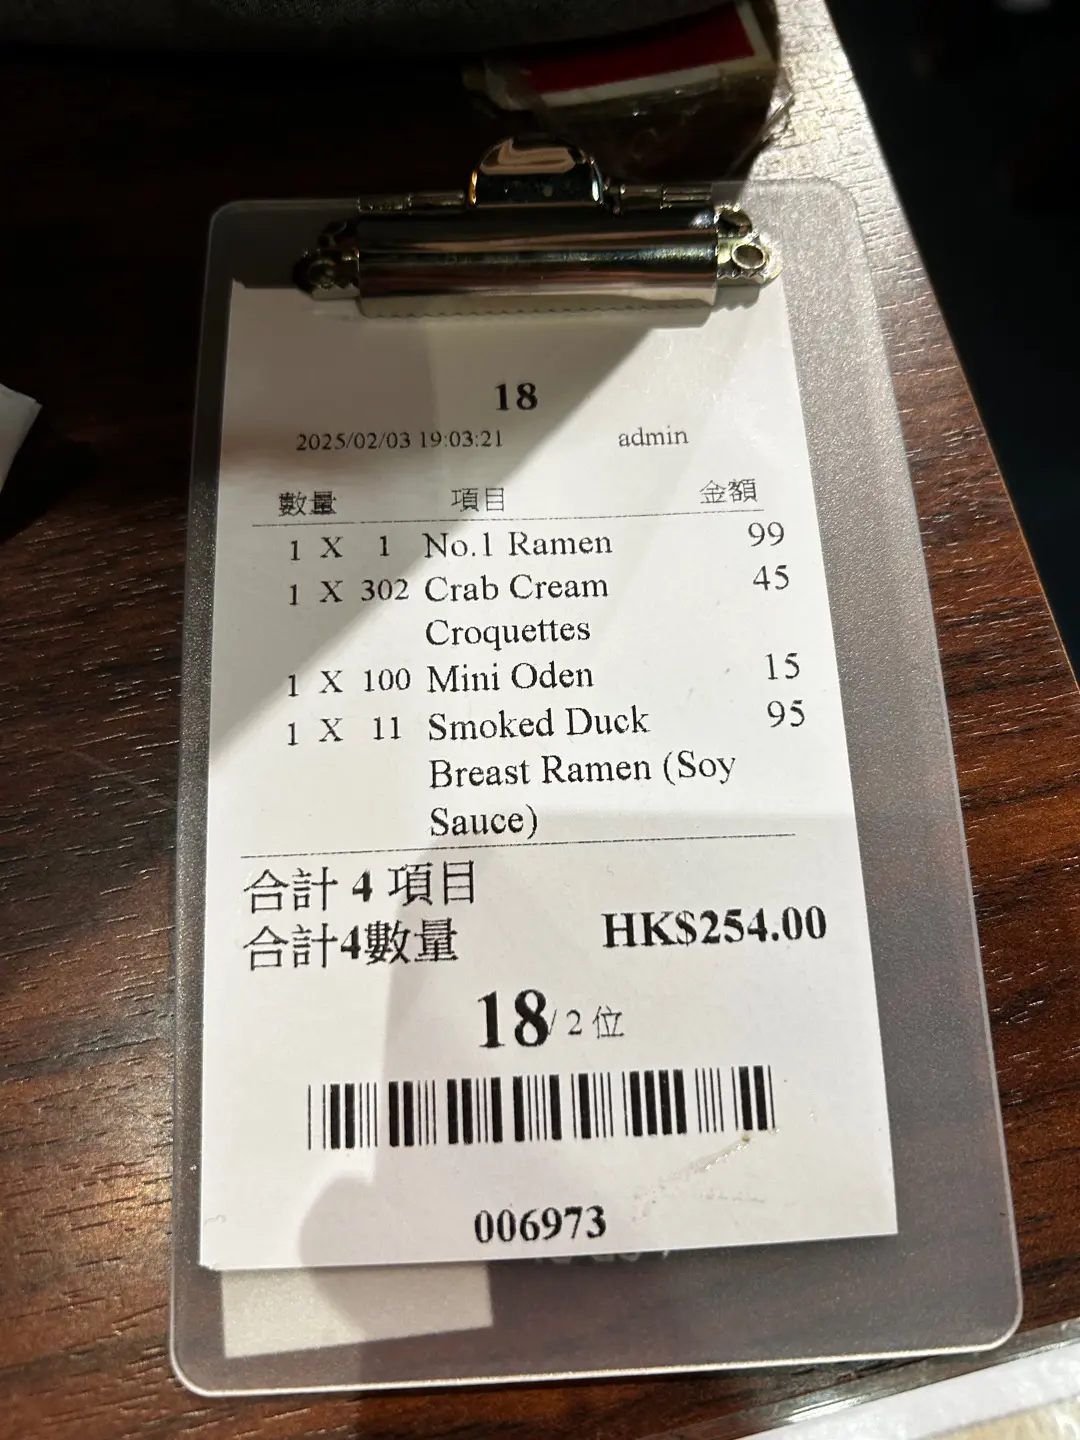 18
2025/02/03 19:03:21 admin
數量 項目 金額
1 X 1 No.1 Ramen 99
1 X 302 Crab Cream 45
Croquettes
1 X 100 Mini Oden 15
1 X 11 Smoked Duck 95
Breast Ramen (Soy
Sauce)
合計 4 項目
合計4數量 HK$254.00
18/ 2 位
006973